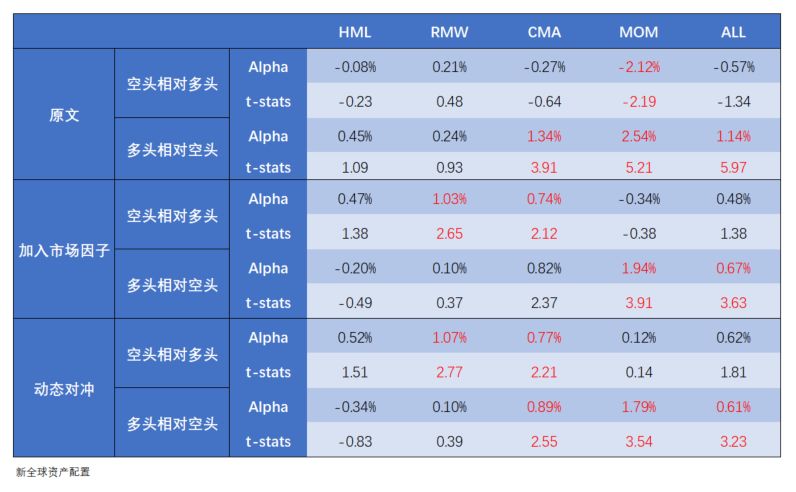 HML RMW CMA MOM ALL
原文 空头相对多头 Alpha -0.08% 0.21% -0.27% -2.12% -0.57%
t-stats -0.23 0.48 -0.64 -2.19 -1.34
多头相对空头 Alpha 0.45% 0.24% 1.34% 2.54% 1.14%
t-stats 1.09 0.93 3.91 5.21 5.97
加入市场因子 空头相对多头 Alpha 0.47% 1.03% 0.74% -0.34% 0.48%
t-stats 1.38 2.65 2.12 -0.38 1.38
多头相对空头 Alpha -0.20% 0.10% 0.82% 1.94% 0.67%
t-stats -0.49 0.37 2.37 3.91 3.63
动态对冲 空头相对多头 Alpha 0.52% 1.07% 0.77% 0.12% 0.62%
t-stats 1.51 2.77 2.21 0.14 1.81
多头相对空头 Alpha -0.34% 0.10% 0.89% 1.79% 0.61%
t-stats -0.83 0.39 2.55 3.54 3.23
新全球资产配置